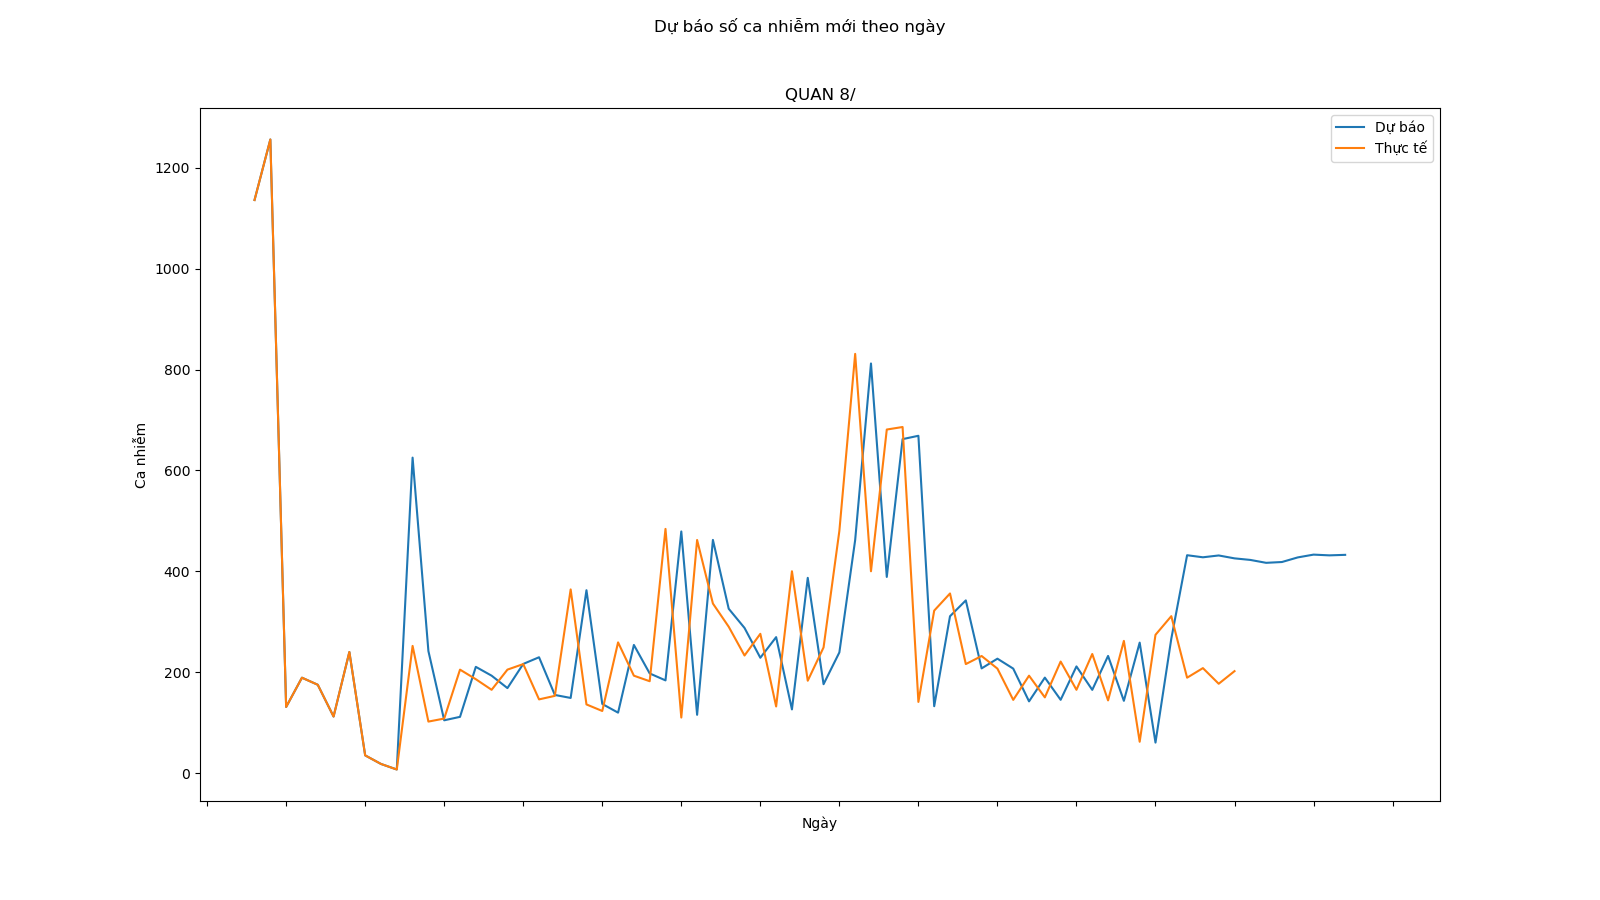 Dự báo số ca nhiễm mới theo ngày
QUAN 8/
Dự báo
Thực tế
1200
1000
800
600
400
200
0
Ca nhiễm
Ngày